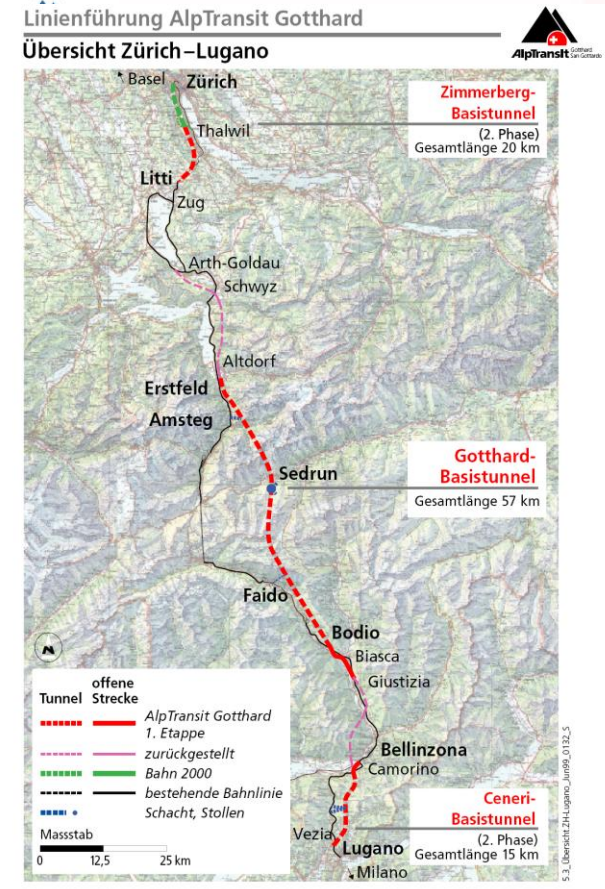 Linienführung AlpTransit Gotthard
Übersicht Zürich–Lugano
AlpTransit Gotthard
San Gottardo
Basel
Zürich
Zimmerberg-
Basistunnel
(2. Phase)
Gesamtlänge 20 km
Thalwil
Litti
Zug
Arth-Goldau
Schwyz
Altdorf
Erstfeld
Amsteg
Gotthard-
Basistunnel
Gesamtlänge 57 km
Sedrun
Faido
Bodio
Biasca
Giustizia
N
Bellinzona
Camorino
Ceneri-
Basistunnel
(2. Phase)
Gesamtlänge 15 km
Vezia
Lugano
Milano
Tunnel
offene
Strecke
AlpTransit Gotthard
1. Etappe
zurückgestellt
Bahn 2000
bestehende Bahnlinie
Schacht, Stollen
Massstab
0 12,5 25 km
5.3_Übersicht ZH-Lugano_Jun99_0132_S